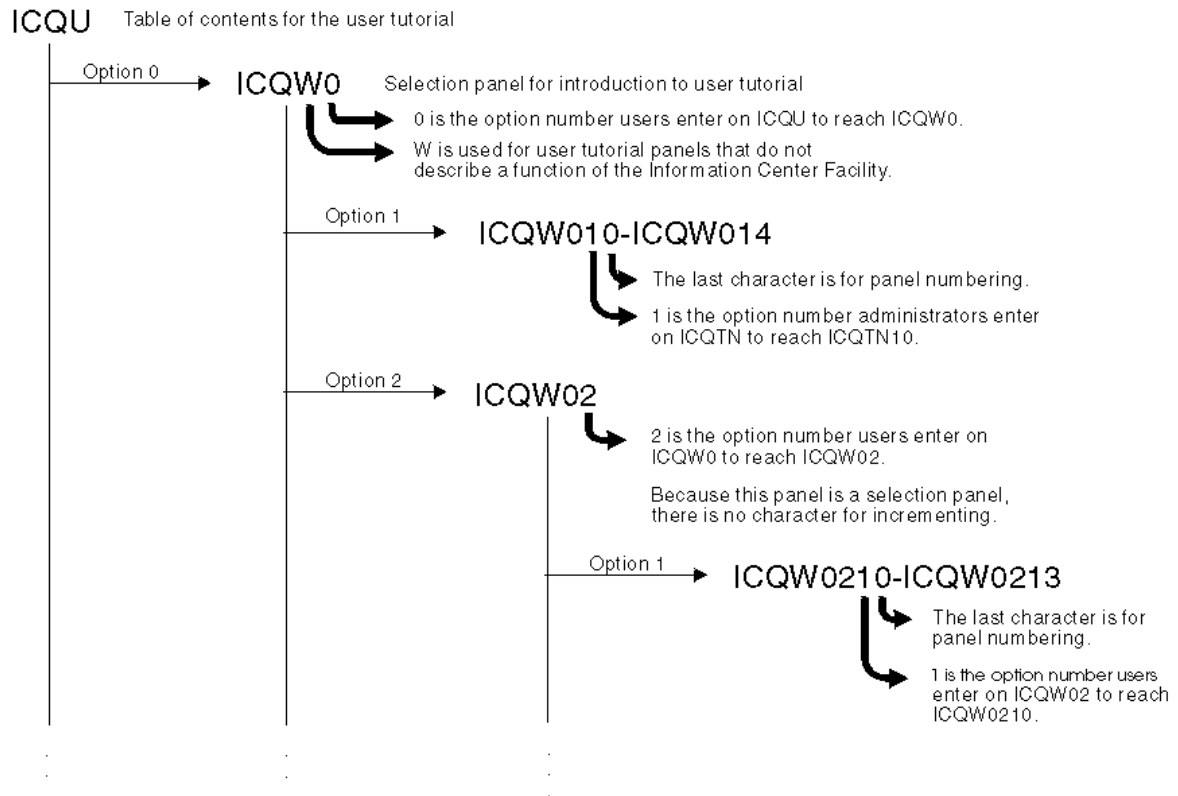 ICQU Table of contents for the user tutorial
Option 0
ICQW0 Selection panel for introduction to user tutorial
0 is the option number users enter on ICQU to reach ICQW0.
W is used for user tutorial panels that do not
describe a function of the Information Center Facility.
Option 1
ICQW010-ICQW014
The last character is for panel numbering.
1 is the option number administrators enter
on ICQTN to reach ICQTN10.
Option 2
ICQW02
2 is the option number users enter on
ICQW0 to reach ICQW02.
Because this panel is a selection panel,
there is no character for incrementing.
Option 1
ICQW0210-ICQW0213
The last character is for
panel numbering.
1 is the option number users
enter on ICQW02 to reach
ICQW0210.